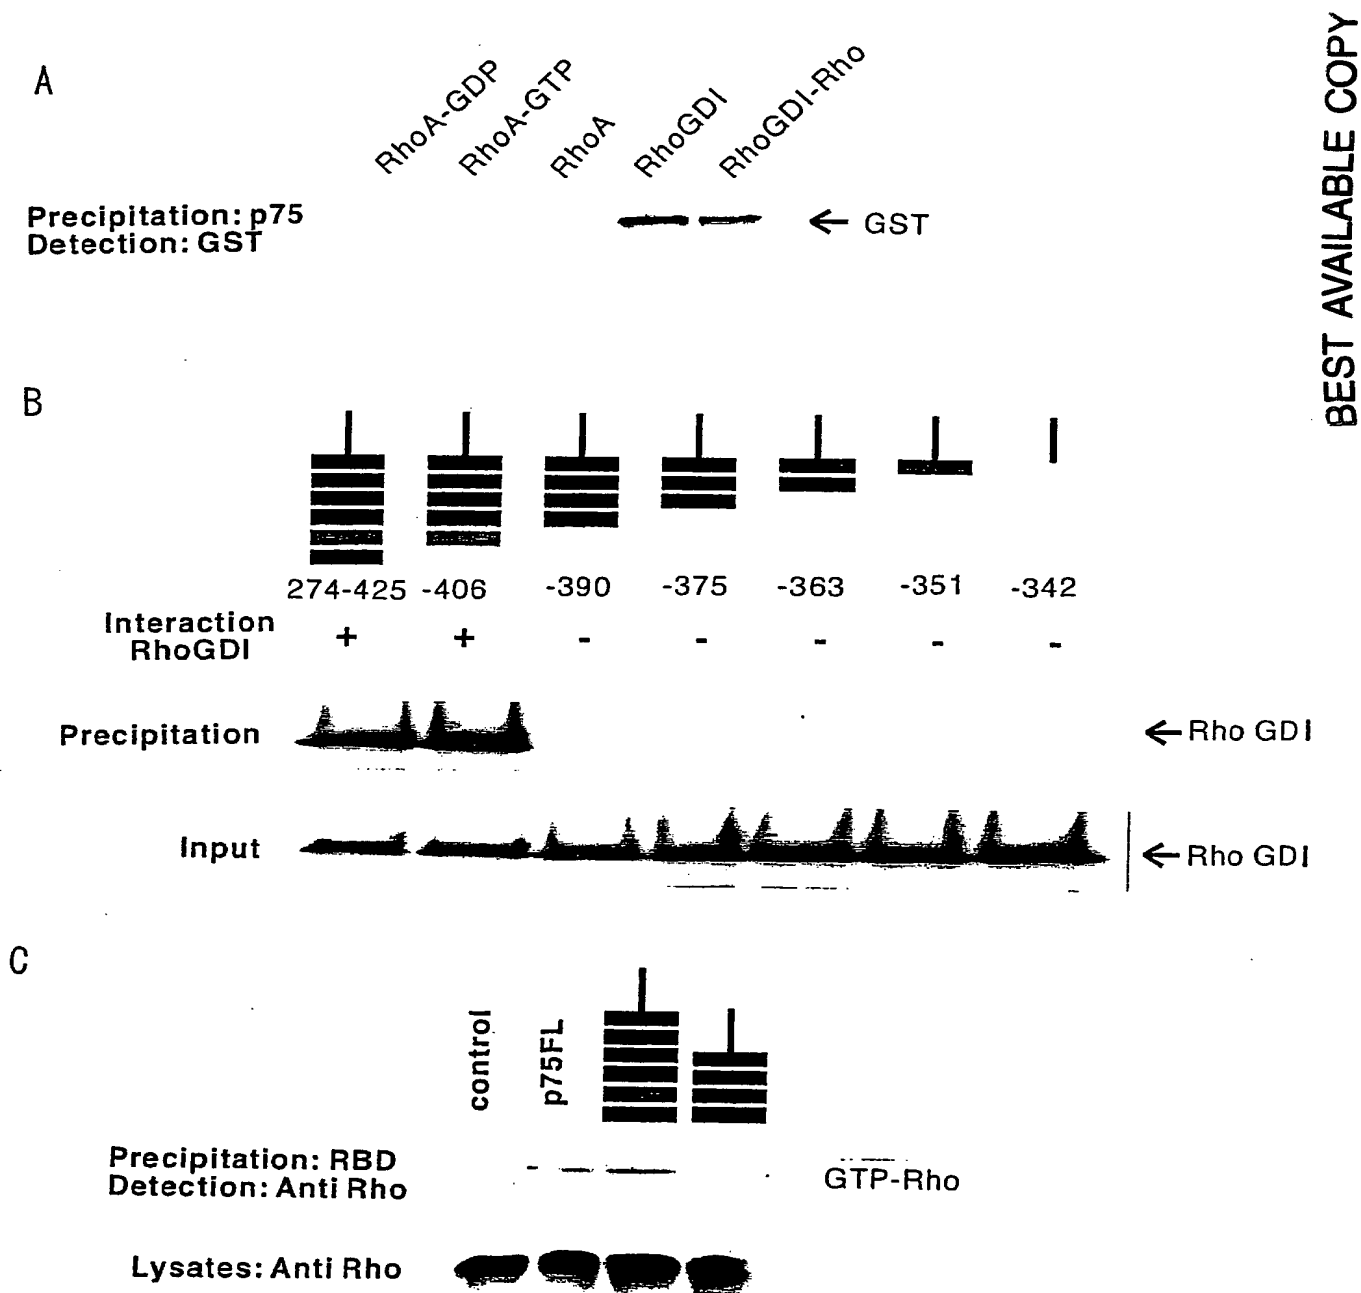 A
RhoA-GDP
RhoA-GTP
RhoA
RhoGDI
RhoGDI-Rho
Precipitation: p75
Detection: GST
← GST
BEST AVAILABLE COPY
B
274-425 -406 -390 -375 -363 -351 -342
Interaction
RhoGDI
+ + - - - - -
Precipitation
← Rho GDI
Input
← Rho GDI
C
control
p75FL
Precipitation: RBD
Detection: Anti Rho
GTP-Rho
Lysates: Anti Rho